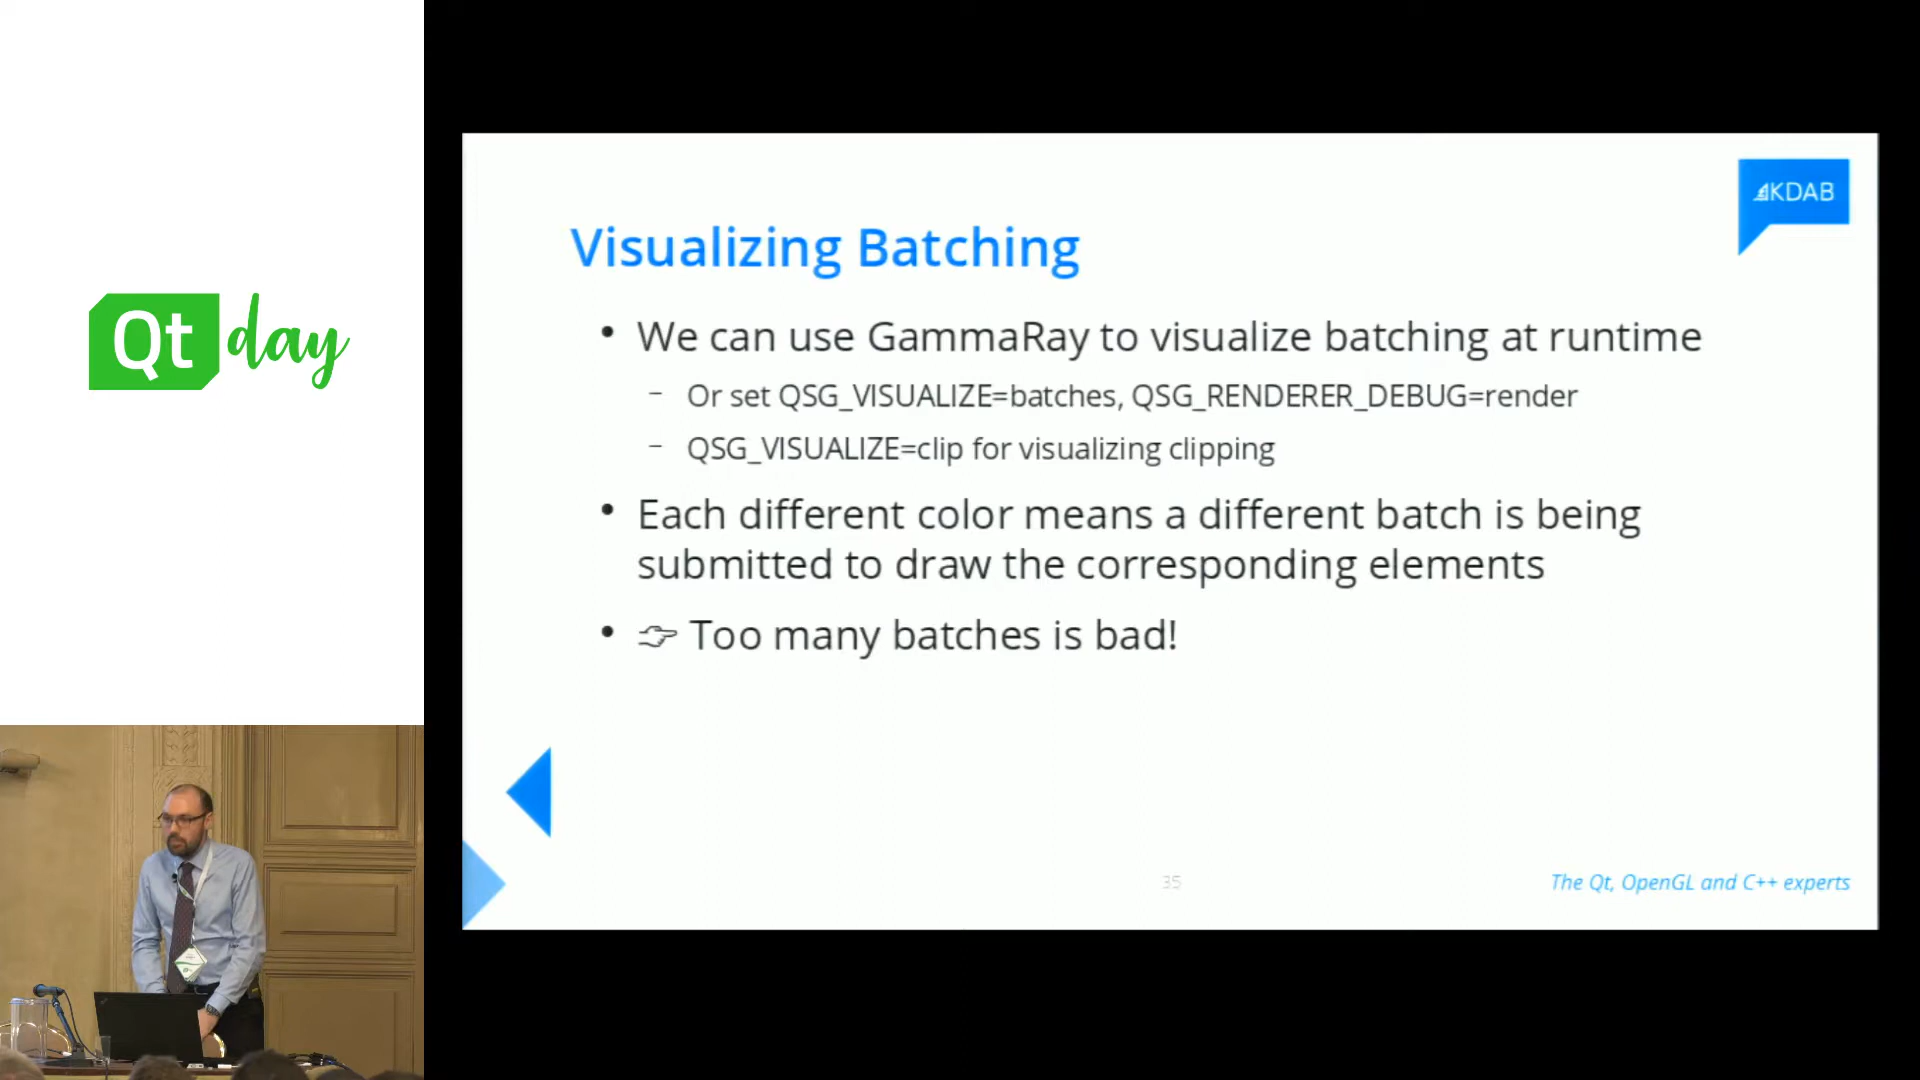 Qt day
KDAB
Visualizing Batching
• We can use GammaRay to visualize batching at runtime
– Or set QSG_VISUALIZE=batches, QSG_RENDERER_DEBUG=render
– QSG_VISUALIZE=clip for visualizing clipping
• Each different color means a different batch is being
submitted to draw the corresponding elements
• 👉 Too many batches is bad!
35
The Qt, OpenGL and C++ experts